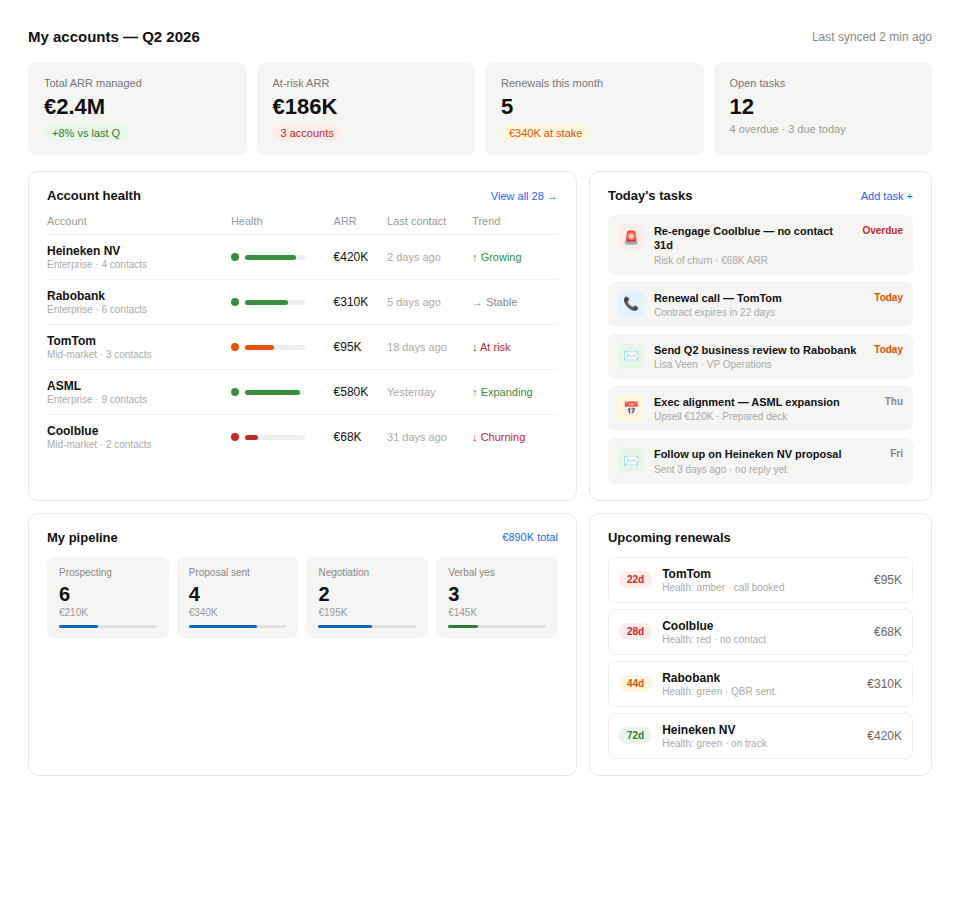 My accounts — Q2 2026
Last synced 2 min ago
Total ARR managed
€2.4M
+8% vs last Q
At-risk ARR
€186K
3 accounts
Renewals this month
5
€340K at stake
Open tasks
12
4 overdue · 3 due today
Account health
View all 28 →
Account Health ARR Last contact Trend
Heineken NV
Enterprise · 4 contacts
€420K 2 days ago ↑ Growing
Rabobank
Enterprise · 6 contacts
€310K 5 days ago → Stable
TomTom
Mid-market · 3 contacts
€95K 18 days ago ↓ At risk
ASML
Enterprise · 9 contacts
€580K Yesterday ↑ Expanding
Coolblue
Mid-market · 2 contacts
€68K 31 days ago ↓ Churning
Today's tasks
Add task +
Re-engage Coolblue — no contact
31d
Risk of churn · €68K ARR
Overdue
Renewal call — TomTom
Contract expires in 22 days
Today
Send Q2 business review to Rabobank
Lisa Veen · VP Operations
Today
Exec alignment — ASML expansion
Upsell €120K · Prepared deck
Thu
Follow up on Heineken NV proposal
Sent 3 days ago · no reply yet
Fri
My pipeline
€890K total
Prospecting
6
€210K
Proposal sent
4
€340K
Negotiation
2
€195K
Verbal yes
3
€145K
Upcoming renewals
22d
TomTom
Health: amber · call booked
€95K
28d
Coolblue
Health: red · no contact
€68K
44d
Rabobank
Health: green · QBR sent
€310K
72d
Heineken NV
Health: green · on track
€420K